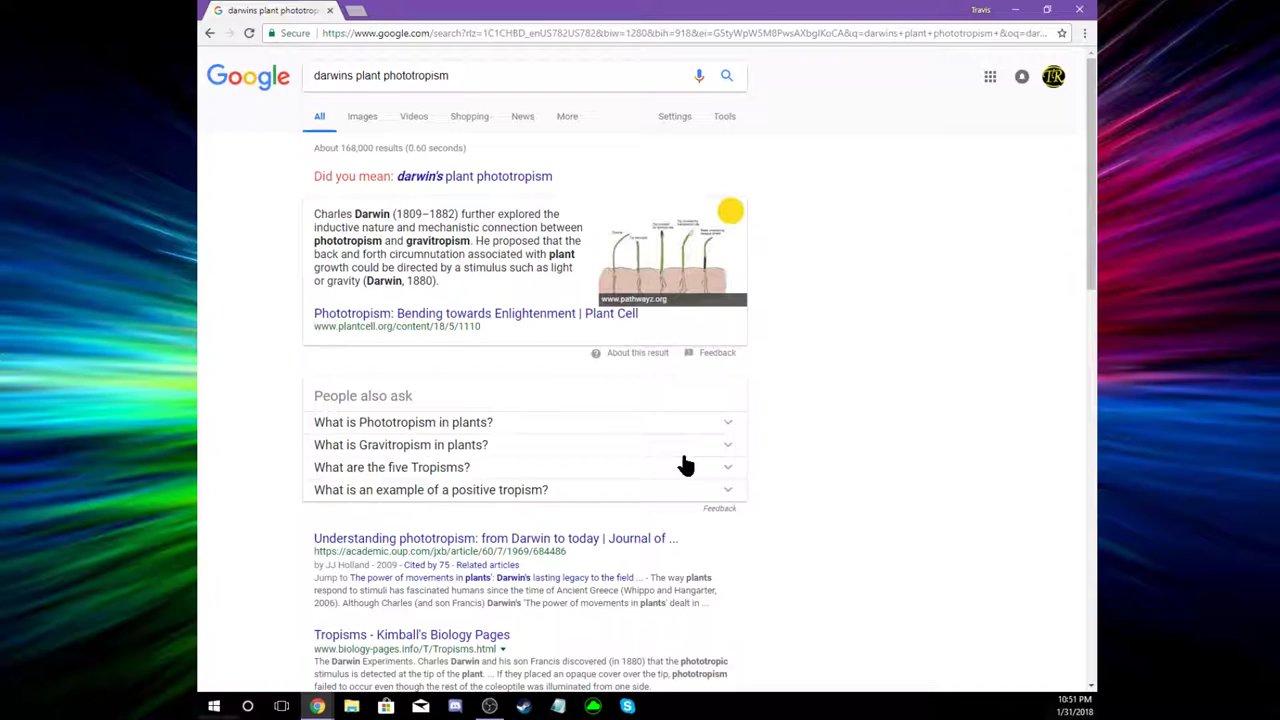 darwins plant phototrop
Travis
Secure
https://www.google.com/search?rlz=1C1CHBD_enUS782US782&biw=1280&bih=918&ei=G5tyWpW5M8PwsAXbgIKoCA&q=darwins+plant+phototropism+&oq=dar...
Google
darwins plant phototropism
TR
All Images Videos Shopping News More Settings Tools
About 168,000 results (0.60 seconds)
Did you mean: darwin's plant phototropism
Charles Darwin (1809–1882) further explored the
inductive nature and mechanistic connection between
phototropism and gravitropism. He proposed that the
back and forth circumnutation associated with plant
growth could be directed by a stimulus such as light
or gravity (Darwin, 1880).
www.pathwayz.org
Phototropism: Bending towards Enlightenment | Plant Cell
www.plantcell.org/content/18/5/1110
About this result Feedback
People also ask
What is Phototropism in plants?
What is Gravitropism in plants?
What are the five Tropisms?
What is an example of a positive tropism?
Feedback
Understanding phototropism: from Darwin to today | Journal of ...
https://academic.oup.com/jxb/article/60/7/1969/684486
by JJ Holland - 2009 - Cited by 75 - Related articles
Jump to The power of movements in plants': Darwin's lasting legacy to the field ... - The way plants
respond to stimuli has fascinated humans since the time of Ancient Greece (Whippo and Hangarter,
2006). Although Charles (and son Francis) Darwin's 'The power of movements in plants' dealt in ...
Tropisms - Kimball's Biology Pages
www.biology-pages.info/T/Tropisms.html
The Darwin Experiments. Charles Darwin and his son Francis discovered (in 1880) that the phototropic
stimulus is detected at the tip of the plant. ... If they placed an opaque cover over the tip, phototropism
failed to occur even though the rest of the coleoptile was illuminated from one side.
10:51 PM
1/31/2018